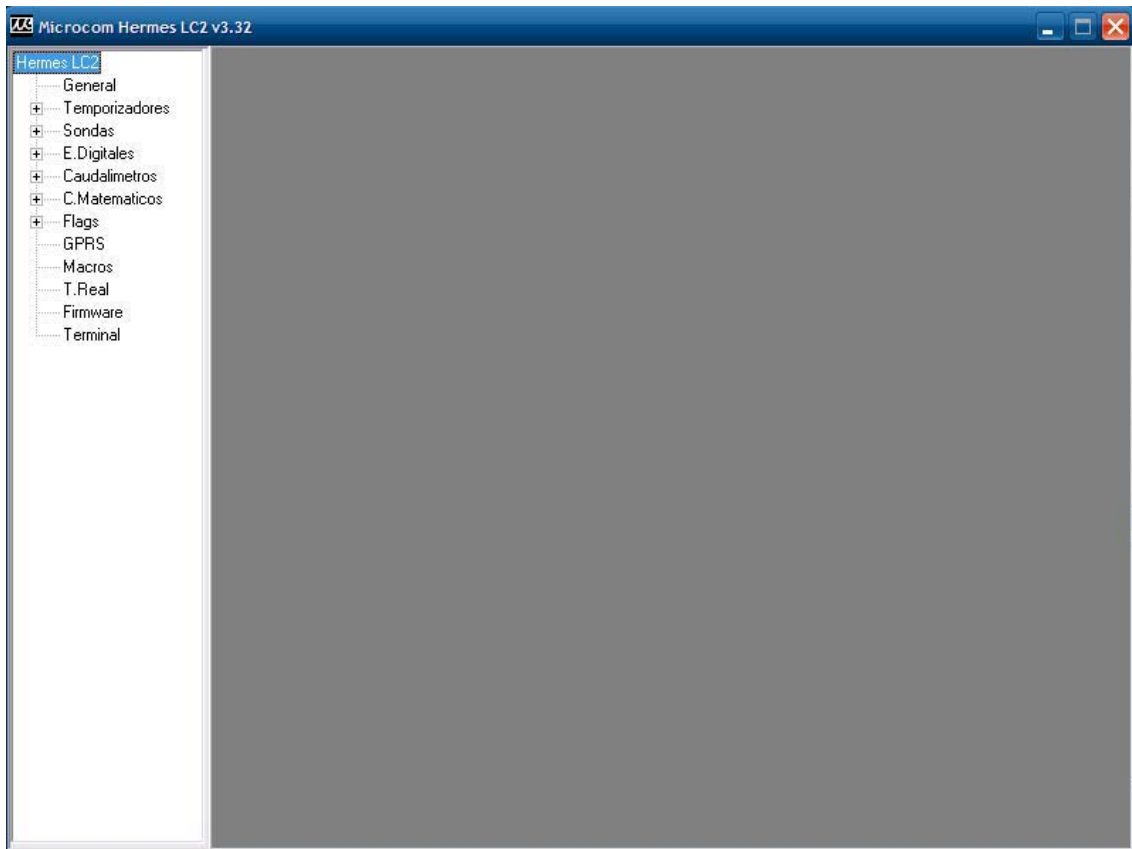 Microcom Hermes LC2 v3.32
Hermes LC2
General
Temporizadores
Sondas
E.Digitales
Caudalimetros
C.Matematicos
Flags
GPRS
Macros
T.Real
Firmware
Terminal